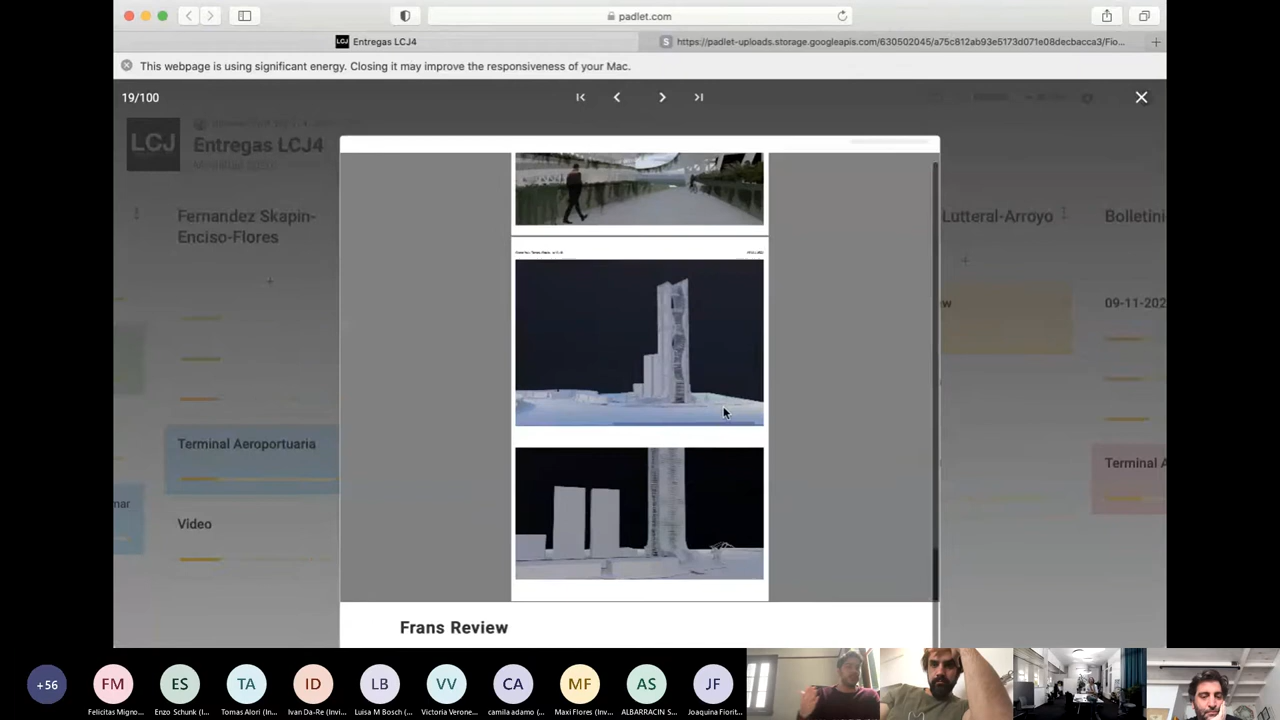 padlet.com
Entregas LCJ4
https://padlet-uploads.storage.googleapis.com/630502045/a75c812ab93e5173d071e08decbacca3/Fio...
This webpage is using significant energy. Closing it may improve the responsiveness of your Mac.
19/100
LCJ
Entregas LCJ4
Fernandez Skapin-
Enciso-Flores
Lutteral-Arroyo
Bolletini
09-11-202
Terminal Aeroportuaria
Terminal A
mar
Video
Frans Review
+56
FM
ES
TA
ID
LB
VV
CA
MF
AS
JF
Felicitas Migno...
Enzo Schunk (I...
Tomas Alori (In...
Ivan Da-Re (Invi...
Luisa M Bosch (...
Victoria Verone...
camila adamo (...
Maxi Flores (Inv...
ALBARRACIN S...
Joaquina Fiorit...